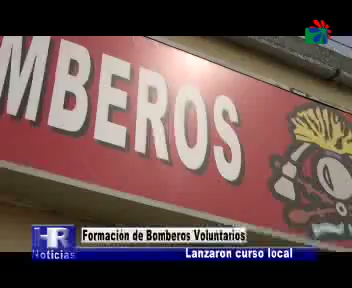 MBEROS
HR
Noticias
Formación de Bomberos Voluntarios
Lanzaron curso local